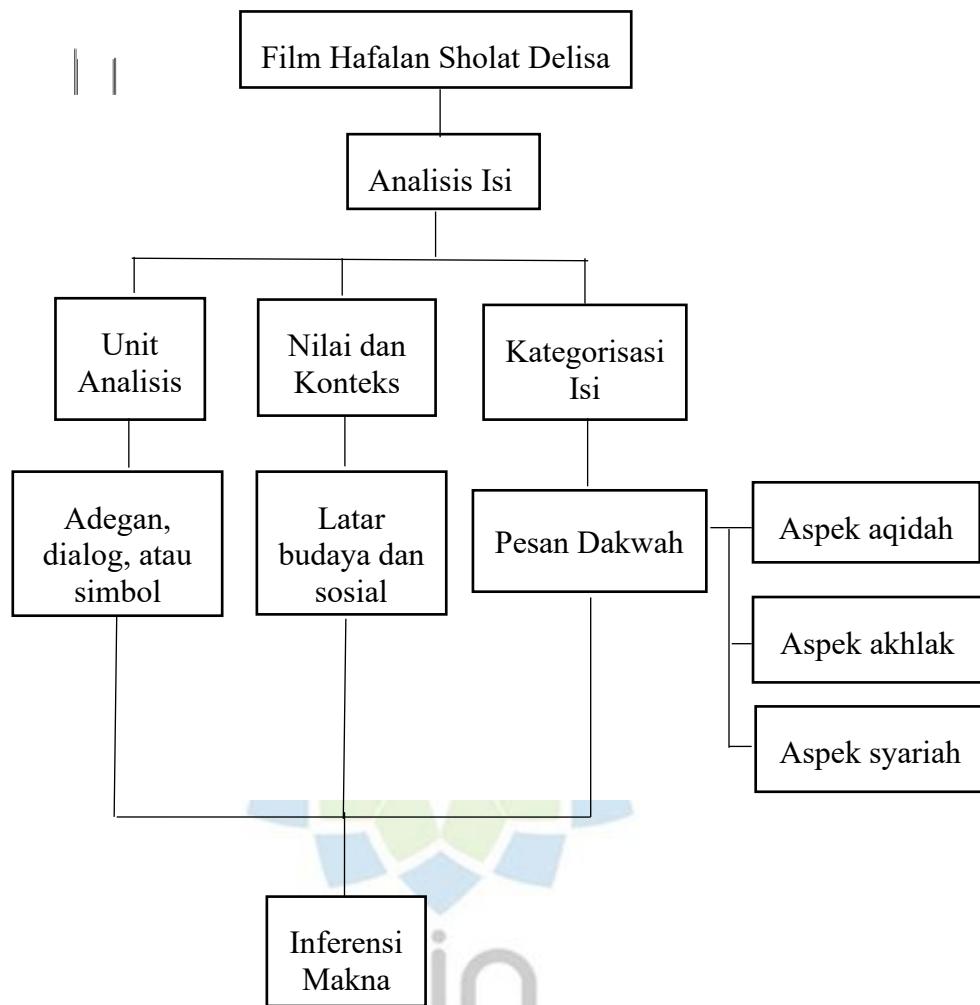 Film Hafalan Sholat Delisa
Analisis Isi
Unit
Analisis
Nilai dan
Konteks
Kategorisasi
Isi
Adegan,
dialog, atau
simbol
Latar
budaya dan
sosial
Pesan Dakwah
Aspek aqidah
Aspek akhlak
Aspek syariah
Inferensi
Makna